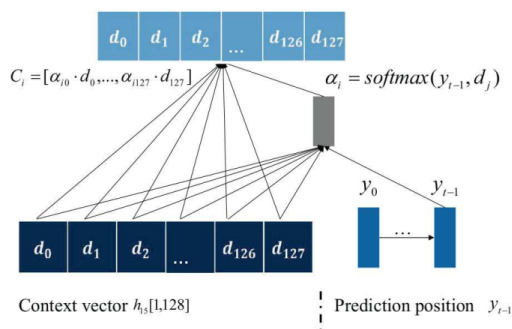 d₀ d₁ d₂ ... d₁₂₆ d₁₂₇
Cᵢ = [αᵢ₀ · d₀,...,αᵢ₁₂₇ · d₁₂₇]
αᵢ = softmax(yₜ₋₁, dⱼ)
y₀ yₜ₋₁
...
d₀ d₁ d₂ ... d₁₂₆ d₁₂₇
Context vector h₁₅[1,128]
Prediction position yₜ₋₁